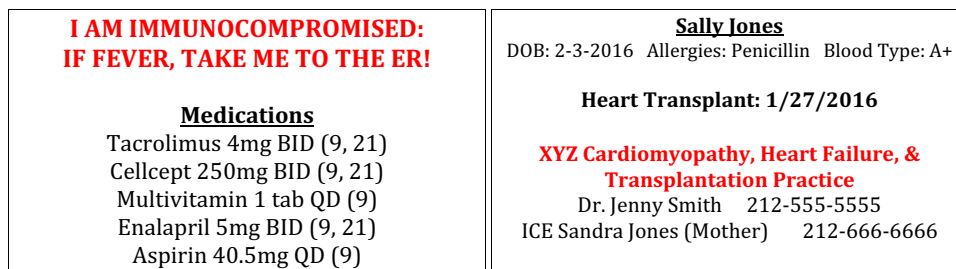 I AM IMMUNOCOMPROMISED:
IF FEVER, TAKE ME TO THE ER!
Medications
Tacrolimus 4mg BID (9, 21)
Cellcept 250mg BID (9, 21)
Multivitamin 1 tab QD (9)
Enalapril 5mg BID (9, 21)
Aspirin 40.5mg QD (9)
Sally Jones
DOB: 2-3-2016 Allergies: Penicillin Blood Type: A+
Heart Transplant: 1/27/2016
XYZ Cardiomyopathy, Heart Failure, &
Transplantation Practice
Dr. Jenny Smith 212-555-5555
ICE Sandra Jones (Mother) 212-666-6666